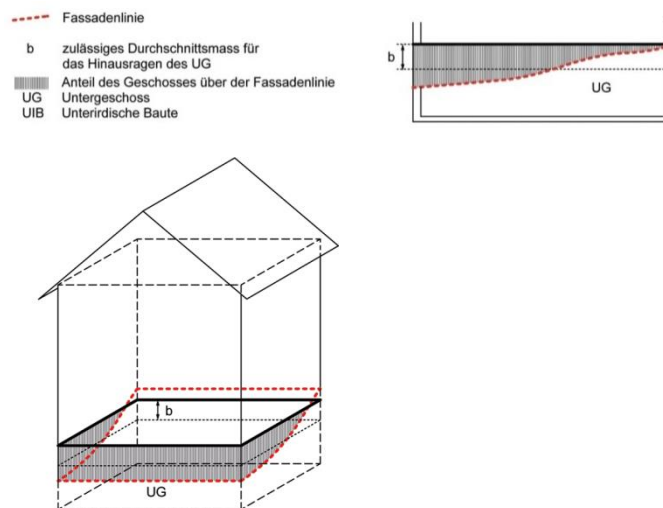 Fassadenlinie
b zulässiges Durchschnittsmass für
das Hinausragen des UG
Anteil des Geschosses über der Fassadenlinie
UG Untergeschoss
UIB Unterirdische Baute
b
UG
b
UG